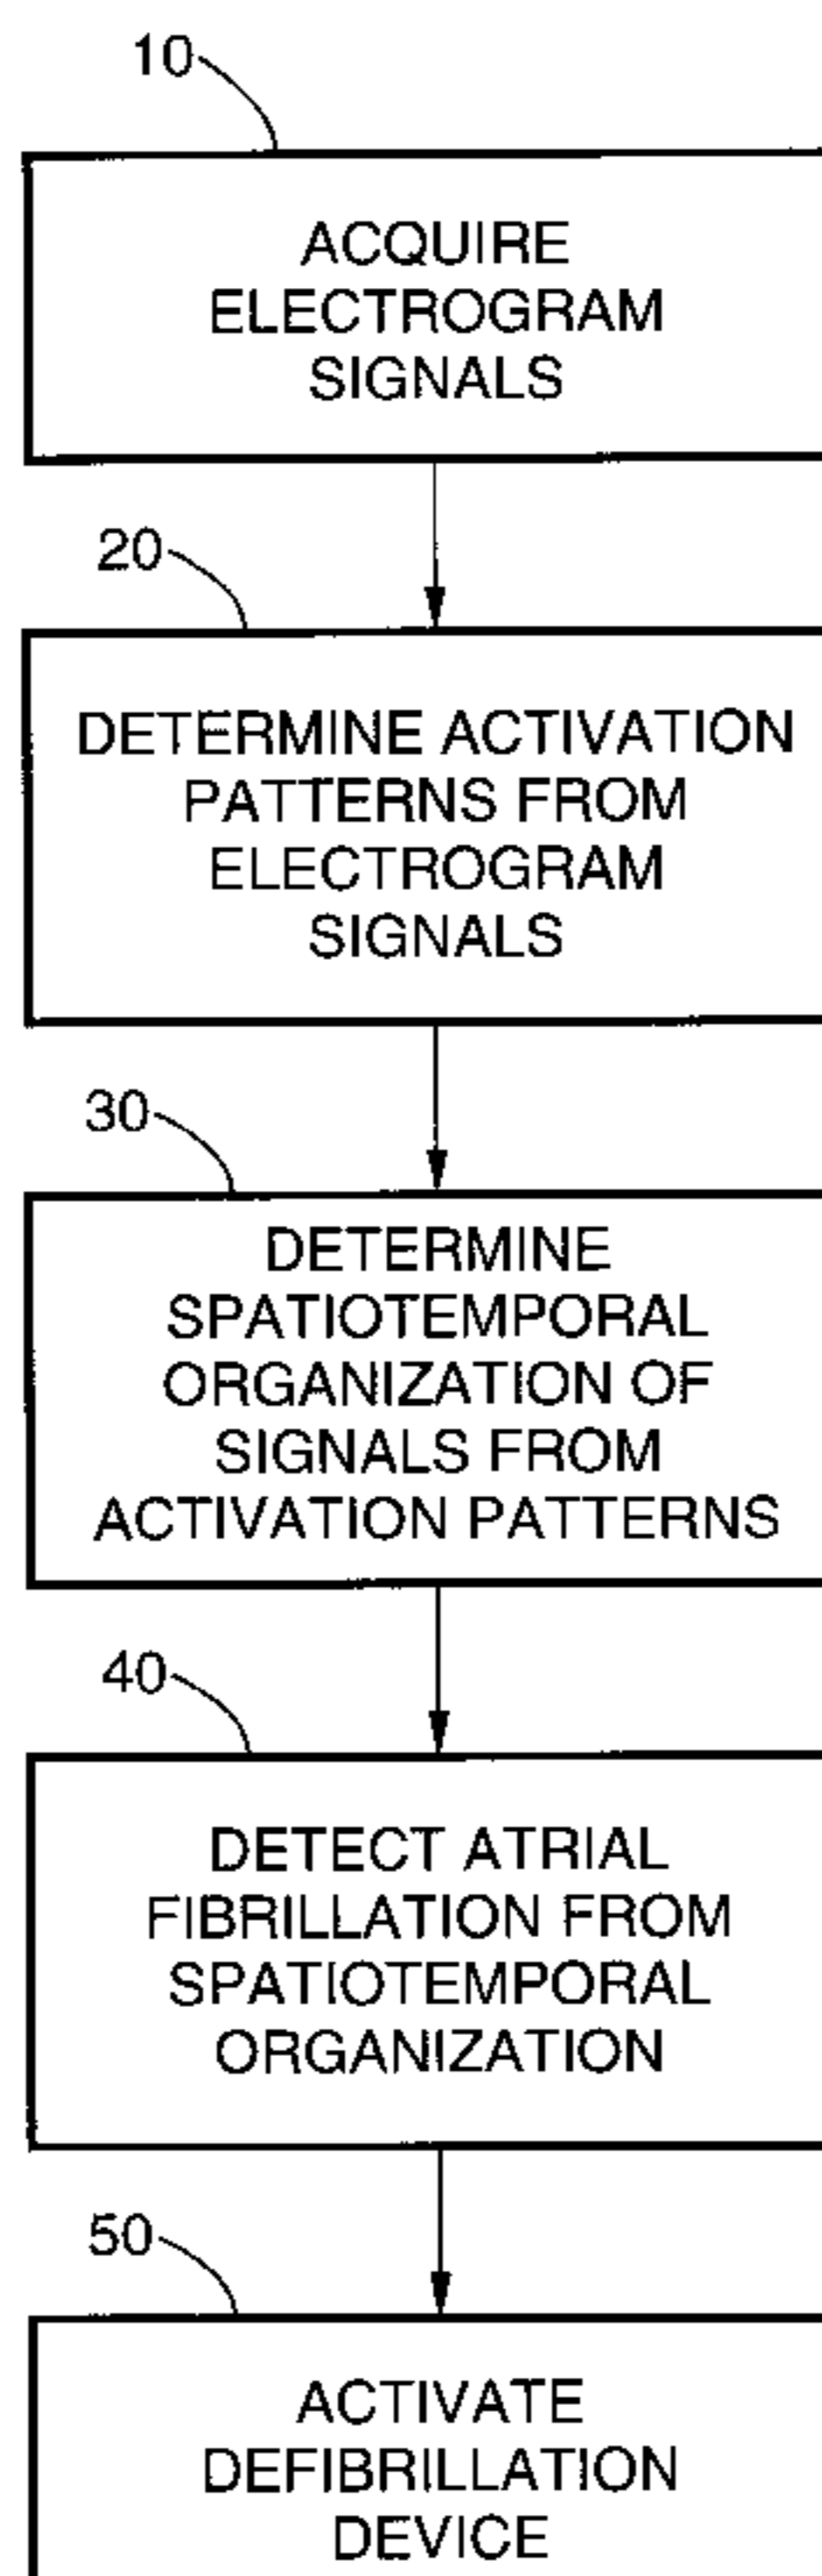 10
ACQUIRE
ELECTROGRAM
SIGNALS
20
DETERMINE ACTIVATION
PATTERNS FROM
ELECTROGRAM
SIGNALS
30
DETERMINE
SPATIOTEMPORAL
ORGANIZATION OF
SIGNALS FROM
ACTIVATION PATTERNS
40
DETECT ATRIAL
FIBRILLATION FROM
SPATIOTEMPORAL
ORGANIZATION
50
ACTIVATE
DEFIBRILLATION
DEVICE